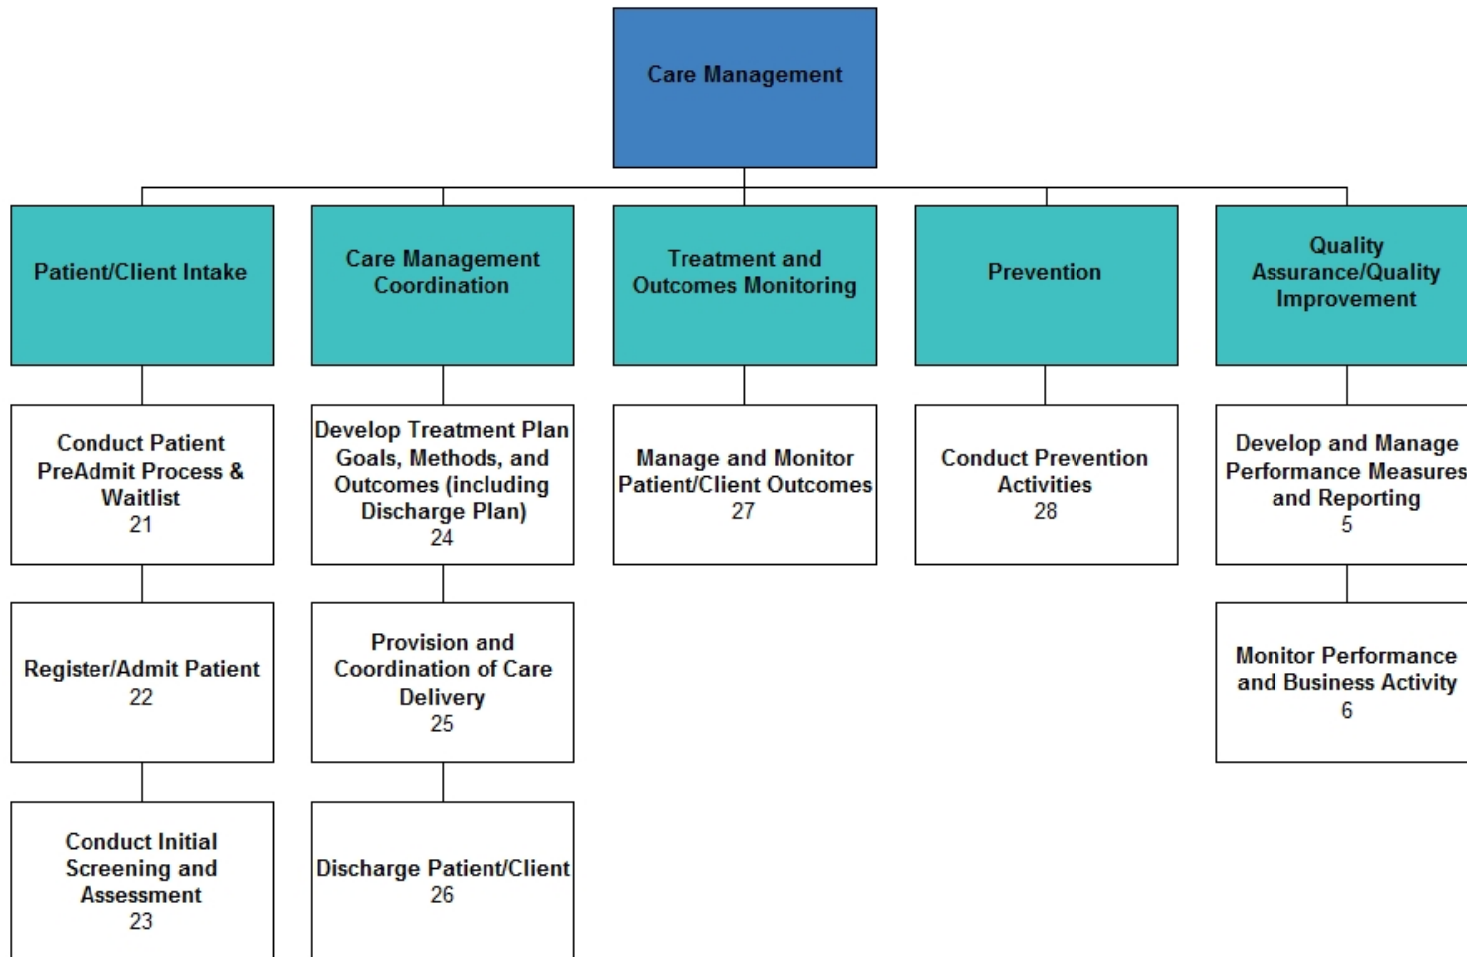 Care Management
Patient/Client Intake
Care Management
Coordination
Treatment and
Outcomes Monitoring
Prevention
Quality
Assurance/Quality
Improvement
Conduct Patient
PreAdmit Process &
Waitlist
21
Develop Treatment Plan
Goals, Methods, and
Outcomes (including
Discharge Plan)
24
Manage and Monitor
Patient/Client Outcomes
27
Conduct Prevention
Activities
28
Develop and Manage
Performance Measures
and Reporting
5
Register/Admit Patient
22
Provision and
Coordination of Care
Delivery
25
Monitor Performance
and Business Activity
6
Conduct Initial
Screening and
Assessment
23
Discharge Patient/Client
26